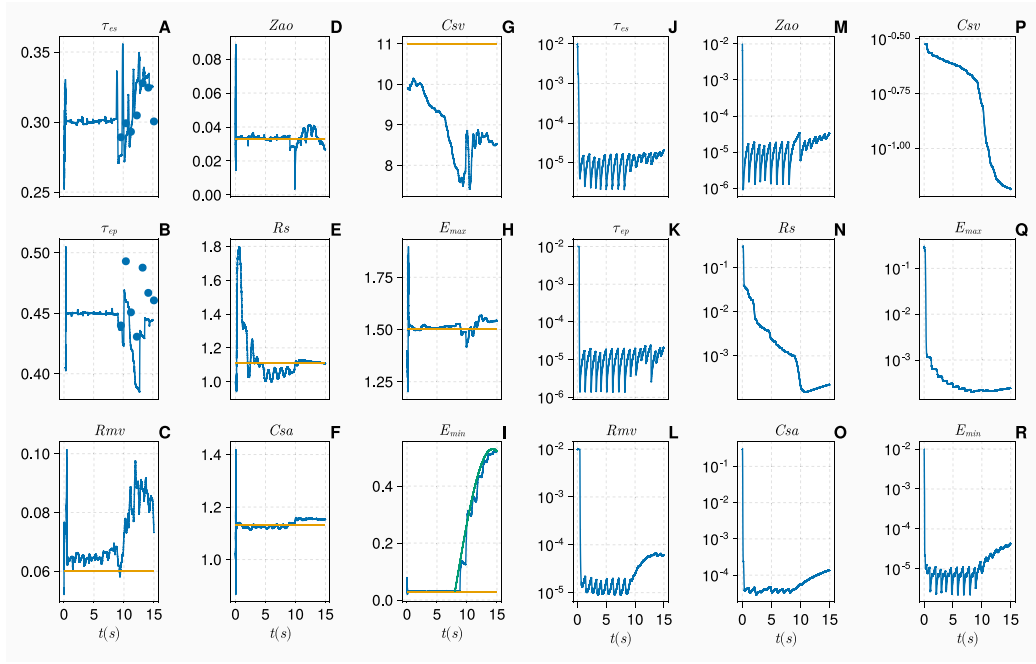 τes A Zao D Csv G τes J Zao M Csv P
0.35 0.08 11 10⁻² 10⁻² 10⁻⁰·⁵⁰
0.06 10 10⁻³ 10⁻³ 10⁻⁰·⁷⁵
0.30 0.04 9 10⁻⁴ 10⁻⁴
0.02 8 10⁻⁵ 10⁻⁵ 10⁻¹·⁰⁰
0.25 0.00 10⁻⁶
τep B Rs E Emax H τep K Rs N Emax Q
0.50 1.8 1.75 10⁻² 10⁻¹ 10⁻¹
1.6 10⁻³
0.45 1.4 1.50 10⁻⁴ 10⁻² 10⁻²
1.2 10⁻⁵ 10⁻³ 10⁻³
0.40 1.0 1.25 10⁻⁶
Rmv C Csa F Emin I Rmv L Csa O Emin R
0.10 1.4 0.4 10⁻² 10⁻¹ 10⁻²
0.08 1.2 10⁻³ 10⁻² 10⁻³
0.2 10⁻⁴ 10⁻³ 10⁻⁴
0.06 1.0 0.0 10⁻⁵ 10⁻⁴ 10⁻⁵
0 5 10 15 0 5 10 15 0 5 10 15 0 5 10 15 0 5 10 15 0 5 10 15
t(s) t(s) t(s) t(s) t(s) t(s)